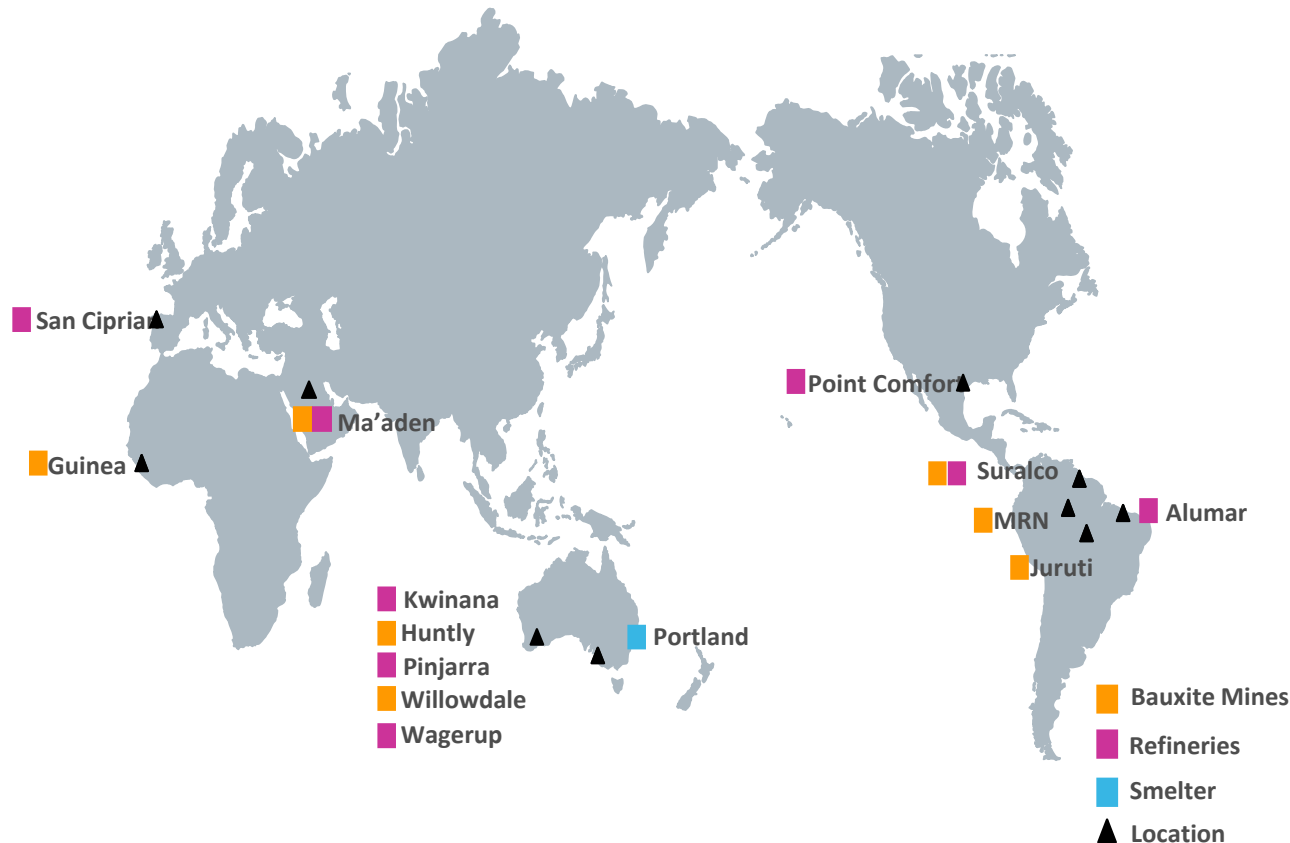 San Ciprian
Point Comfort
Ma’aden
Guinea
Suralco
MRN
Alumar
Juruti
Kwinana
Huntly
Portland
Pinjarra
Willowdale
Wagerup
Bauxite Mines
Refineries
Smelter
Location